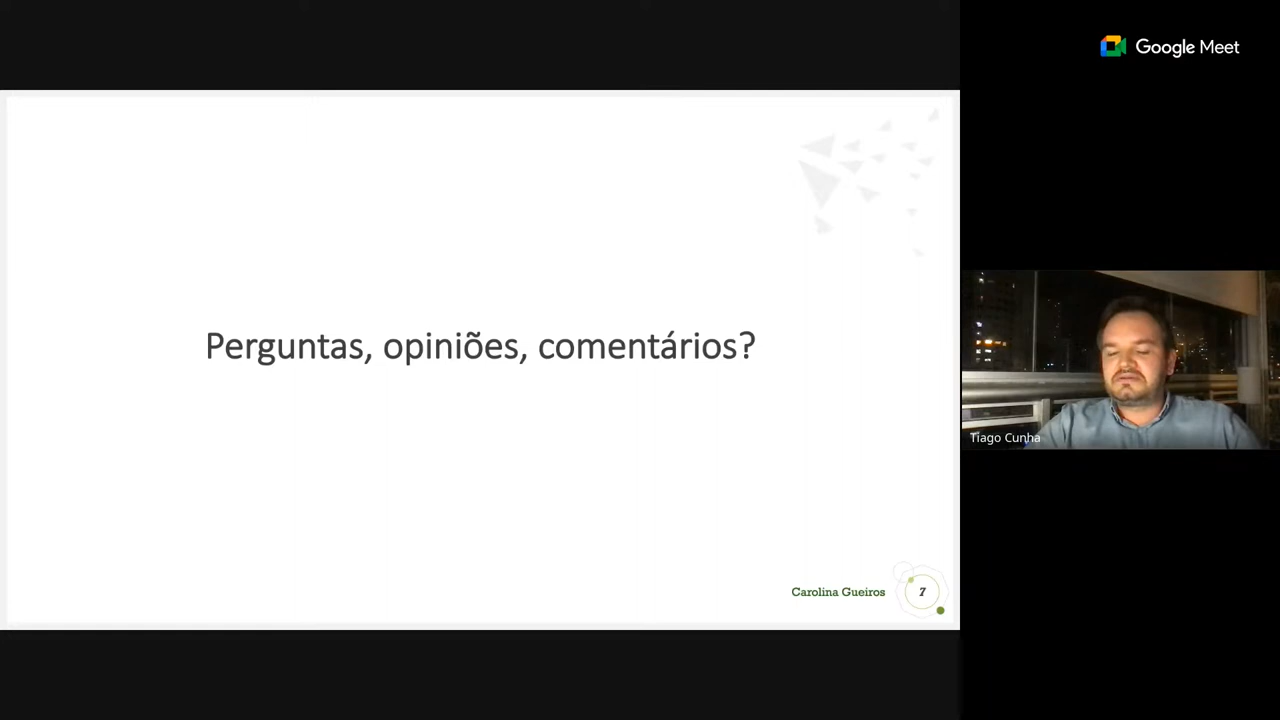 Google Meet
Perguntas, opiniões, comentários?
Tiago Cunha
Carolina Gueiros
7